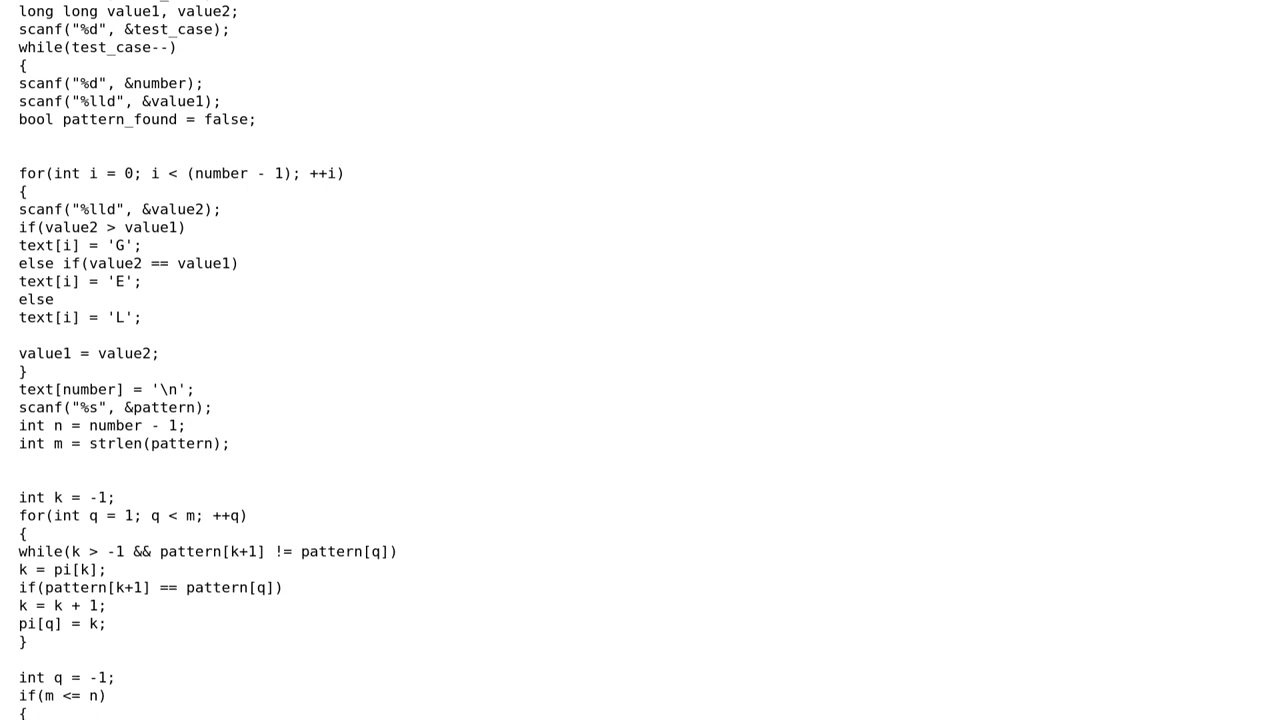 long long value1, value2;
scanf("%d", &test_case);
while(test_case--)
{
scanf("%d", &number);
scanf("%lld", &value1);
bool pattern_found = false;
for(int i = 0; i < (number - 1); ++i)
{
scanf("%lld", &value2);
if(value2 > value1)
text[i] = 'G';
else if(value2 == value1)
text[i] = 'E';
else
text[i] = 'L';
value1 = value2;
}
text[number] = '\n';
scanf("%s", &pattern);
int n = number - 1;
int m = strlen(pattern);
int k = -1;
for(int q = 1; q < m; ++q)
{
while(k > -1 && pattern[k+1] != pattern[q])
k = pi[k];
if(pattern[k+1] == pattern[q])
k = k + 1;
pi[q] = k;
}
int q = -1;
if(m <= n)
{